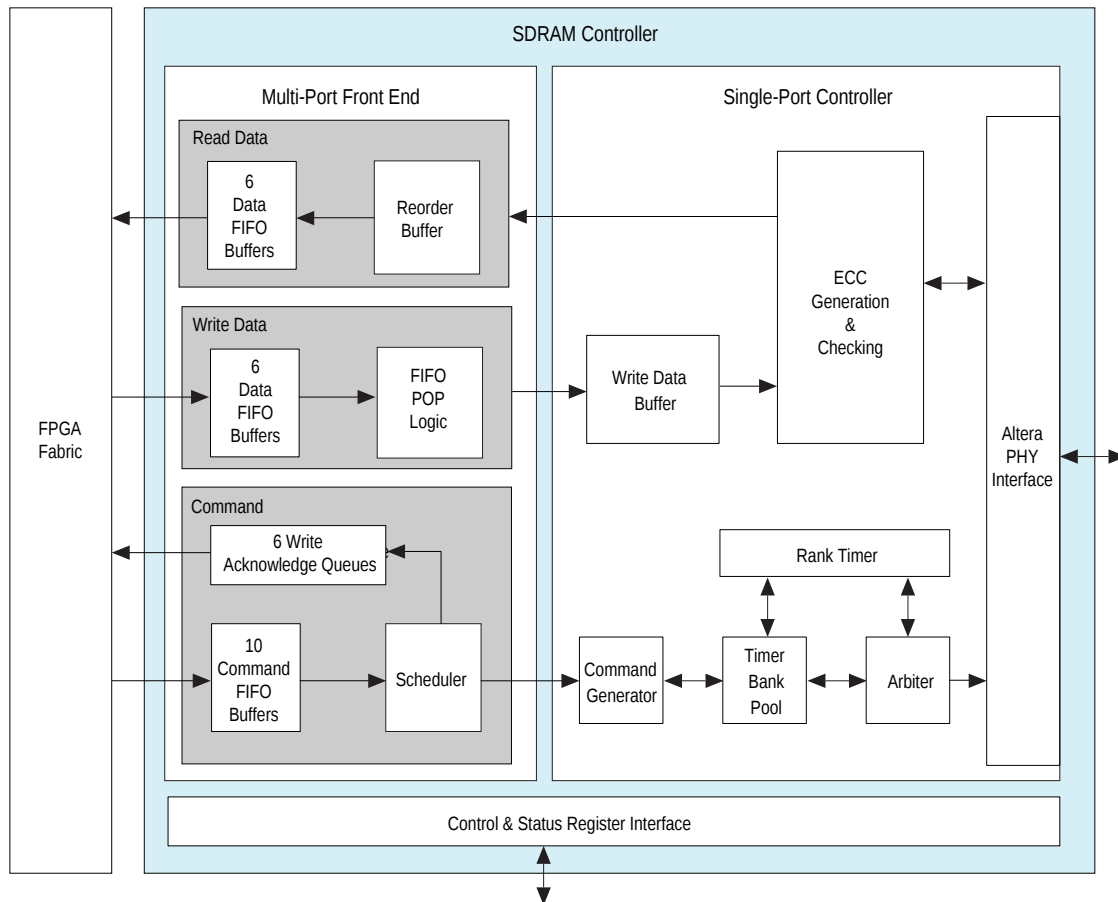 SDRAM Controller
Multi-Port Front End
Single-Port Controller
Read Data
6
Data
FIFO
Buffers
Reorder
Buffer
ECC
Generation
&
Checking
Write Data
6
Data
FIFO
Buffers
FIFO
POP
Logic
Write Data
Buffer
FPGA
Fabric
Altera
PHY
Interface
Command
6 Write
Acknowledge Queues
Rank Timer
10
Command
FIFO
Buffers
Scheduler
Command
Generator
Timer
Bank
Pool
Arbiter
Control & Status Register Interface